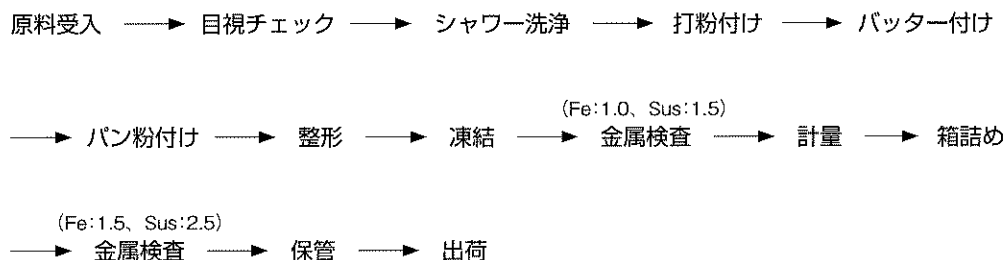 原料受入 → 目視チェック → シャワー洗浄 → 打粉付け → バッター付け
(Fe:1.0、Sus:1.5)
→ パン粉付け → 整形 → 凍結 → 金属検査 → 計量 → 箱詰め
(Fe:1.5、Sus:2.5)
→ 金属検査 → 保管 → 出荷